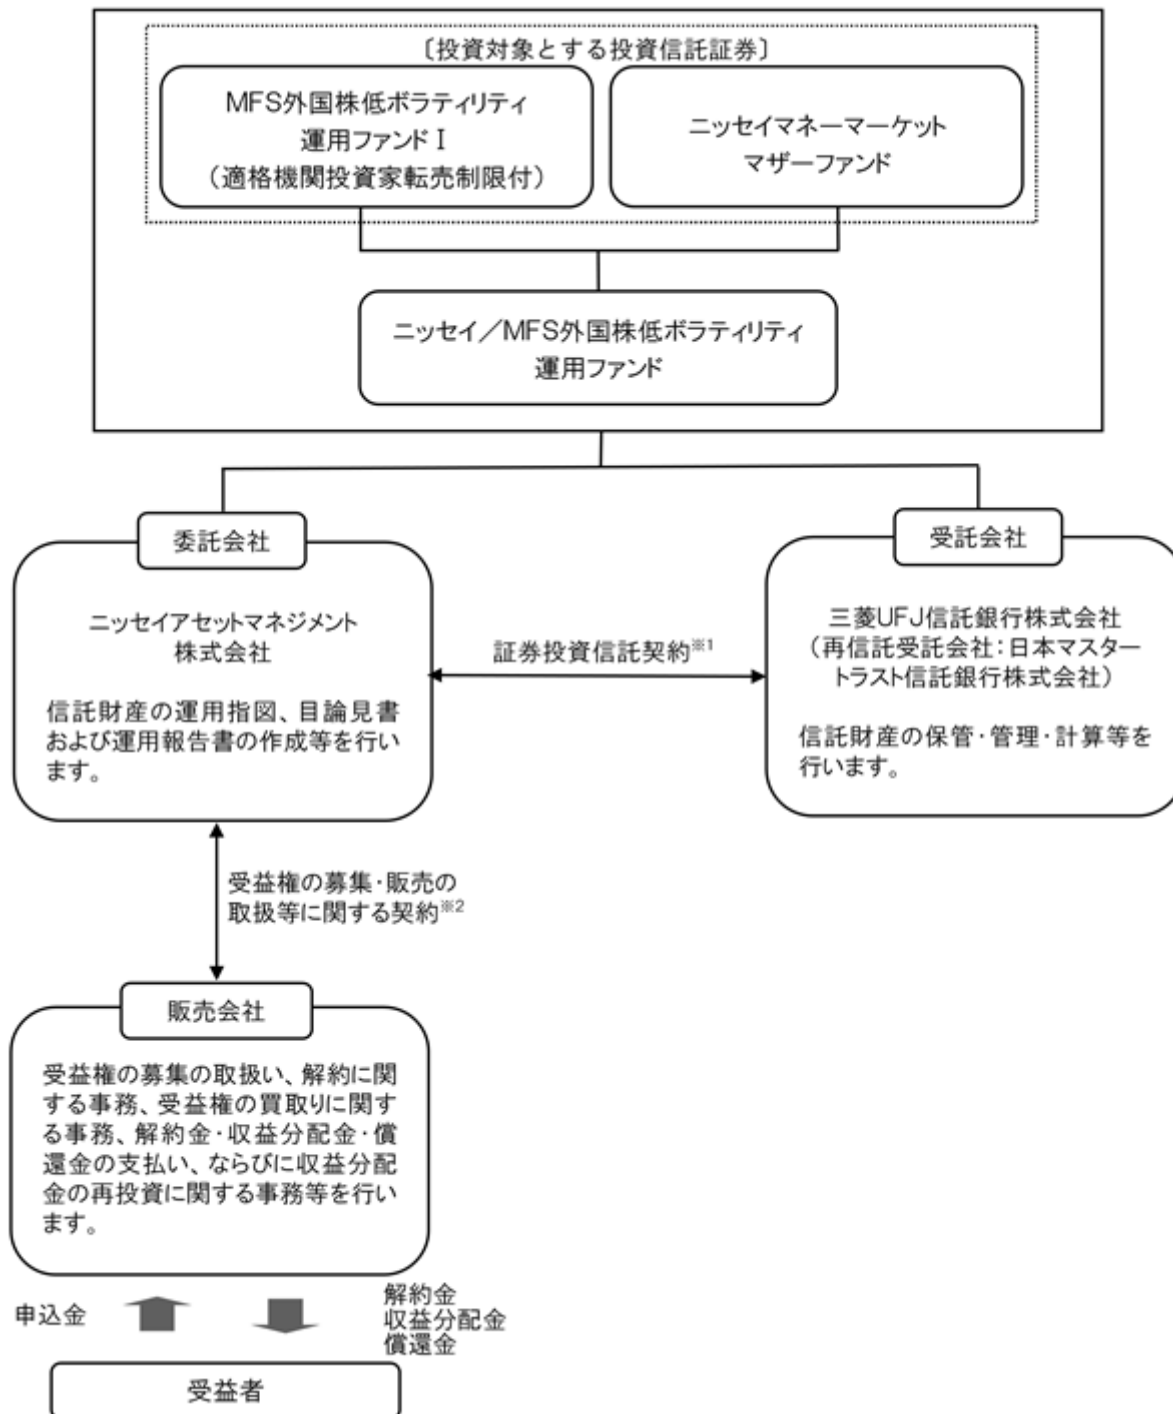 〔投資対象とする投資信託証券〕
MFS外国株低ボラティリティ
運用ファンドⅠ
（適格機関投資家転売制限付）
ニッセイマネーマーケット
マザーファンド
ニッセイ／MFS外国株低ボラティリティ
運用ファンド
委託会社
ニッセイアセットマネジメント
株式会社
信託財産の運用指図、目論見書
および運用報告書の作成等を行い
ます。
証券投資信託契約※1
受託会社
三菱UFJ信託銀行株式会社
（再信託受託会社：日本マスター
トラスト信託銀行株式会社）
信託財産の保管・管理・計算等を
行います。
受益権の募集・販売の
取扱等に関する契約※2
販売会社
受益権の募集の取扱い、解約に関
する事務、受益権の買取りに関す
る事務、解約金・収益分配金・償
還金の支払い、ならびに収益分配
金の再投資に関する事務等を行い
ます。
申込金
解約金
収益分配金
償還金
受益者